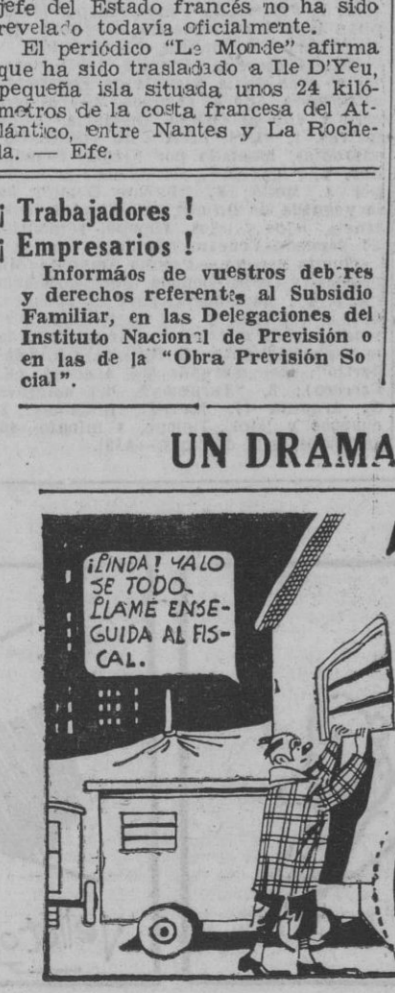 jefe del Estado francés no ha sido
revelado todavía oficialmente.
El periódico "Le Monde" afirma
que ha sido trasladado a Ile D'Yeu,
pequeña isla situada unos 24 kiló-
metros de la costa francesa del At-
lántico, entre Nantes y La Roche-
la. — Efe.
¡ Trabajadores !
¡ Empresarios !
Informáos de vuestros deberes
y derechos referentes al Subsidio
Familiar, en las Delegaciones del
Instituto Nacional de Previsión o
en las de la "Obra Previsión So
cial".
UN DRAMA
¡LINDA! YA LO
SE TODO.
LLAME ENSE-
GUIDA AL FIS-
CAL.